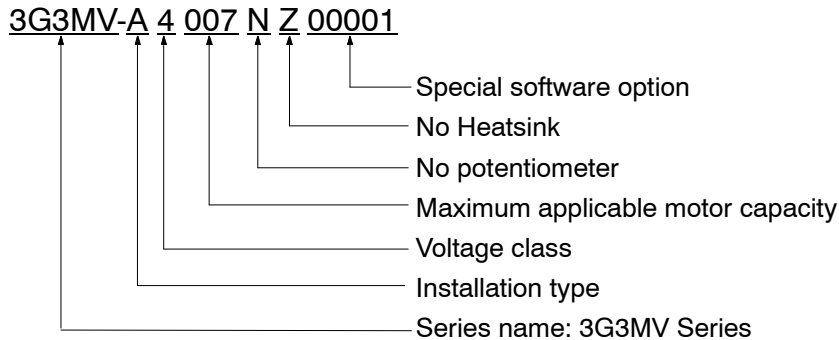 3G3MV-A 4 007 N Z 00001
Special software option
No Heatsink
No potentiometer
Maximum applicable motor capacity
Voltage class
Installation type
Series name: 3G3MV Series